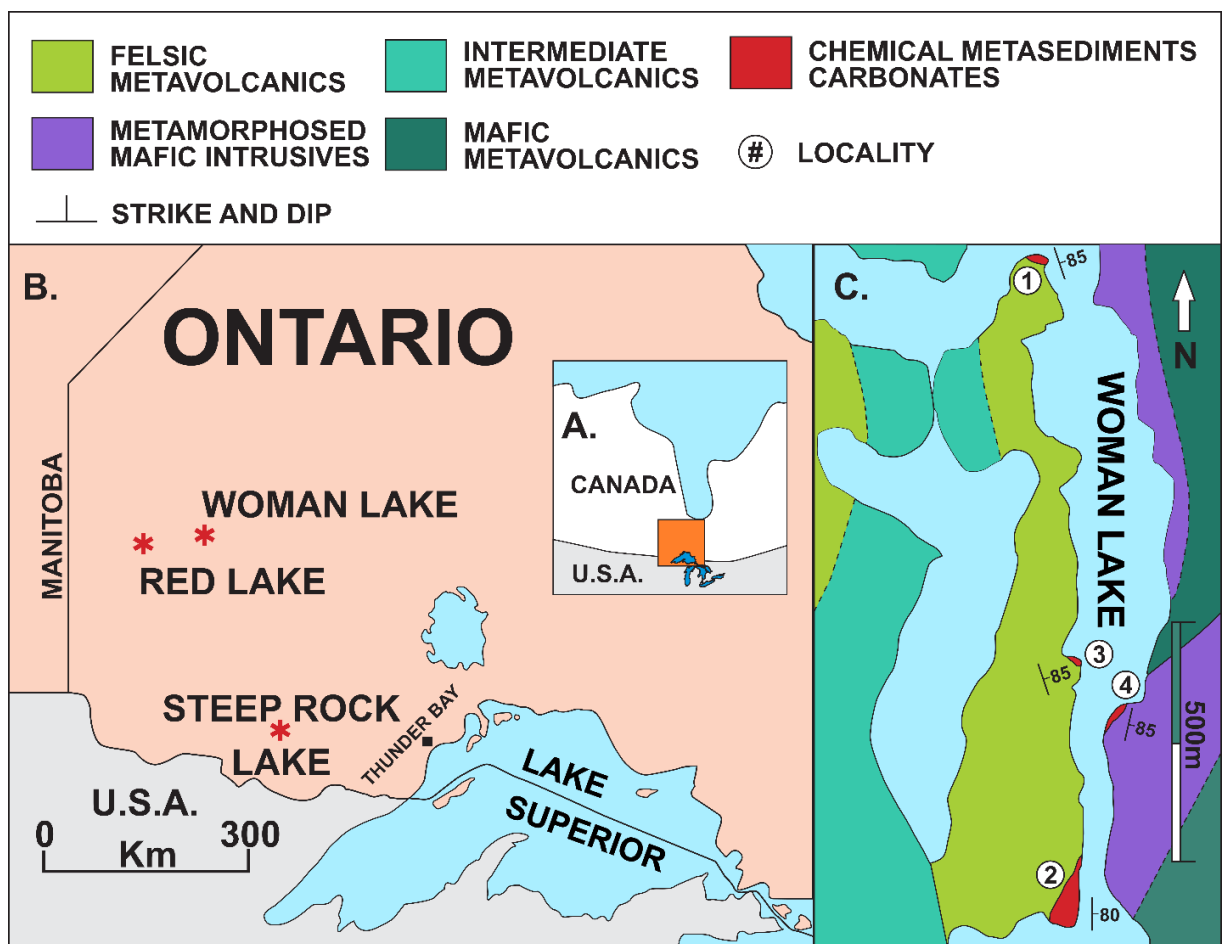 FELSIC
METAVOLCANICS
INTERMEDIATE
METAVOLCANICS
CHEMICAL METASEDIMENTS
CARBONATES
METAMORPHOSED
MAFIC INTRUSIVES
MAFIC
METAVOLCANICS
# LOCALITY
STRIKE AND DIP
B.
ONTARIO
MANITOBA
WOMAN LAKE
RED LAKE
STEEP ROCK
LAKE
THUNDER BAY
LAKE
SUPERIOR
U.S.A.
0 300
Km
A.
CANADA
U.S.A.
C.
1
85
N
WOMAN LAKE
3
85
4
85
500m
2
80